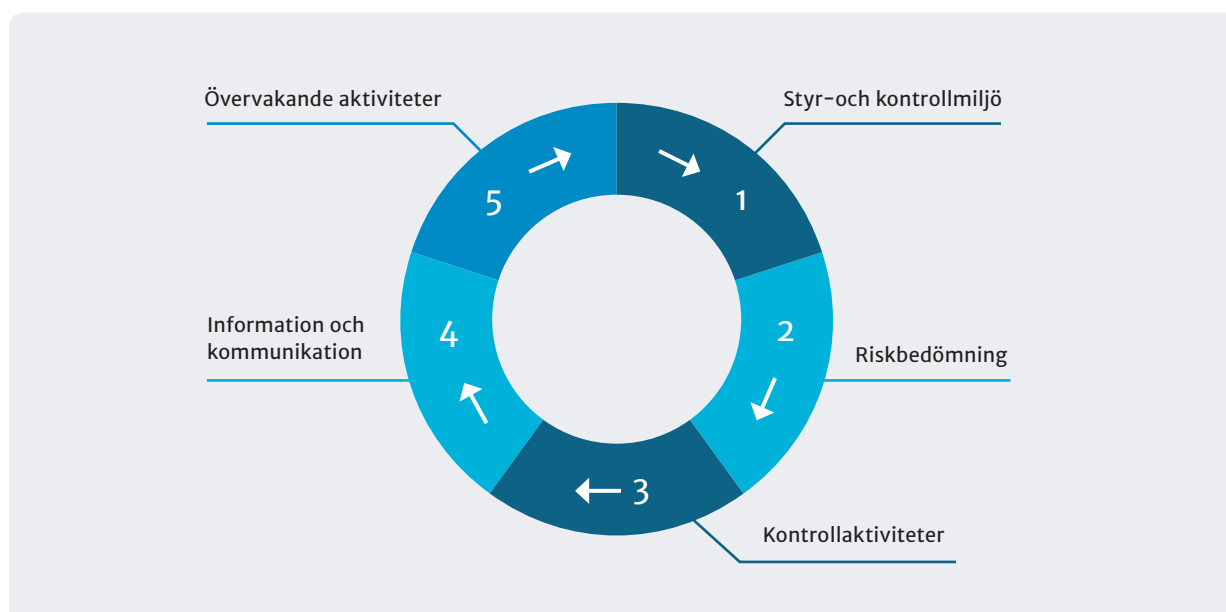 Övervakande aktiviteter
Styr-och kontrollmiljö
5
1
Information och
kommunikation
4
2
Riskbedömning
3
Kontrollaktiviteter